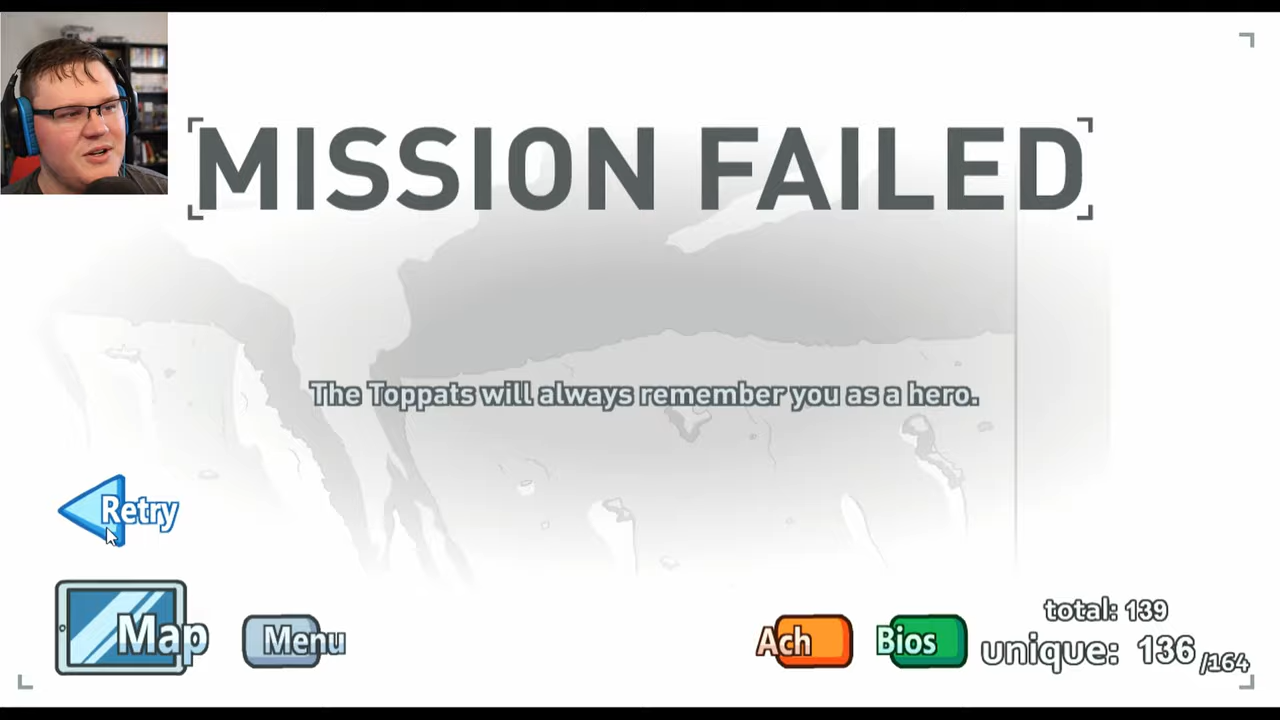 MISSION FAILED
The Toppats will always remember you as a hero.
Retry
Map
Menu
Ach
Bios
total: 139
unique: 136 /164